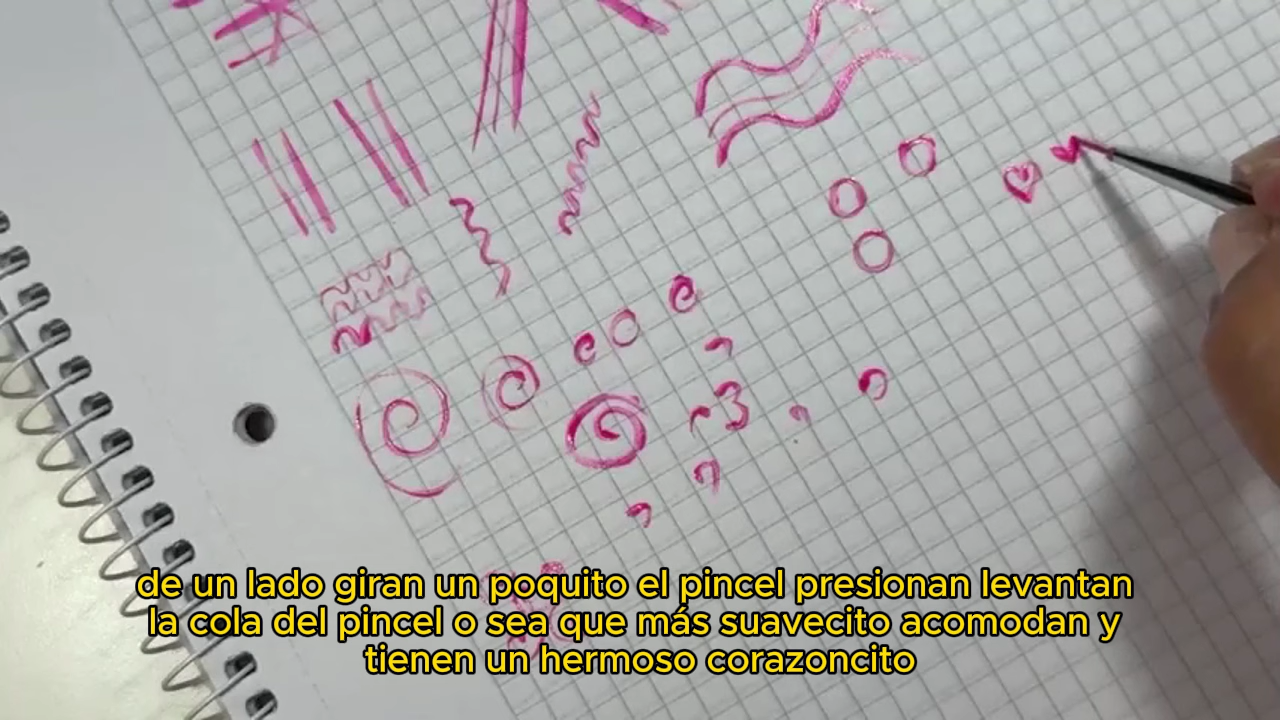 de un lado giran un poquito el pincel presionan levantan
la cola del pincel o sea que más suavecito acomodan y
tienen un hermoso corazoncito